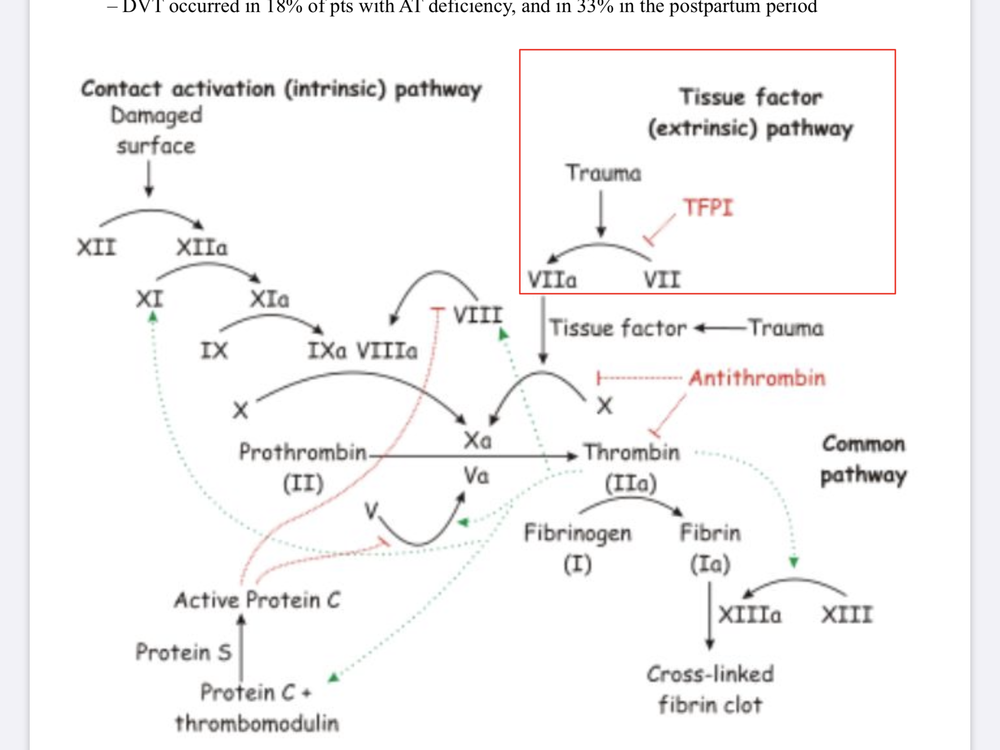 – DVT occurred in 18% of pts with AT deficiency, and in 33% in the postpartum period
Contact activation (intrinsic) pathway
Damaged
surface
Tissue factor
(extrinsic) pathway
Trauma
TFPI
XII
XIIa
VIIa
VII
XI
XIa
VIII
Tissue factor
Trauma
IX
IXa
VIIIa
Antithrombin
X
X
Xa
Prothrombin
(II)
Thrombin
(IIa)
Common
pathway
Va
V
Fibrinogen
(I)
Fibrin
(Ia)
Active Protein C
XIIIa
XIII
Protein S
Cross-linked
fibrin clot
Protein C +
thrombomodulin